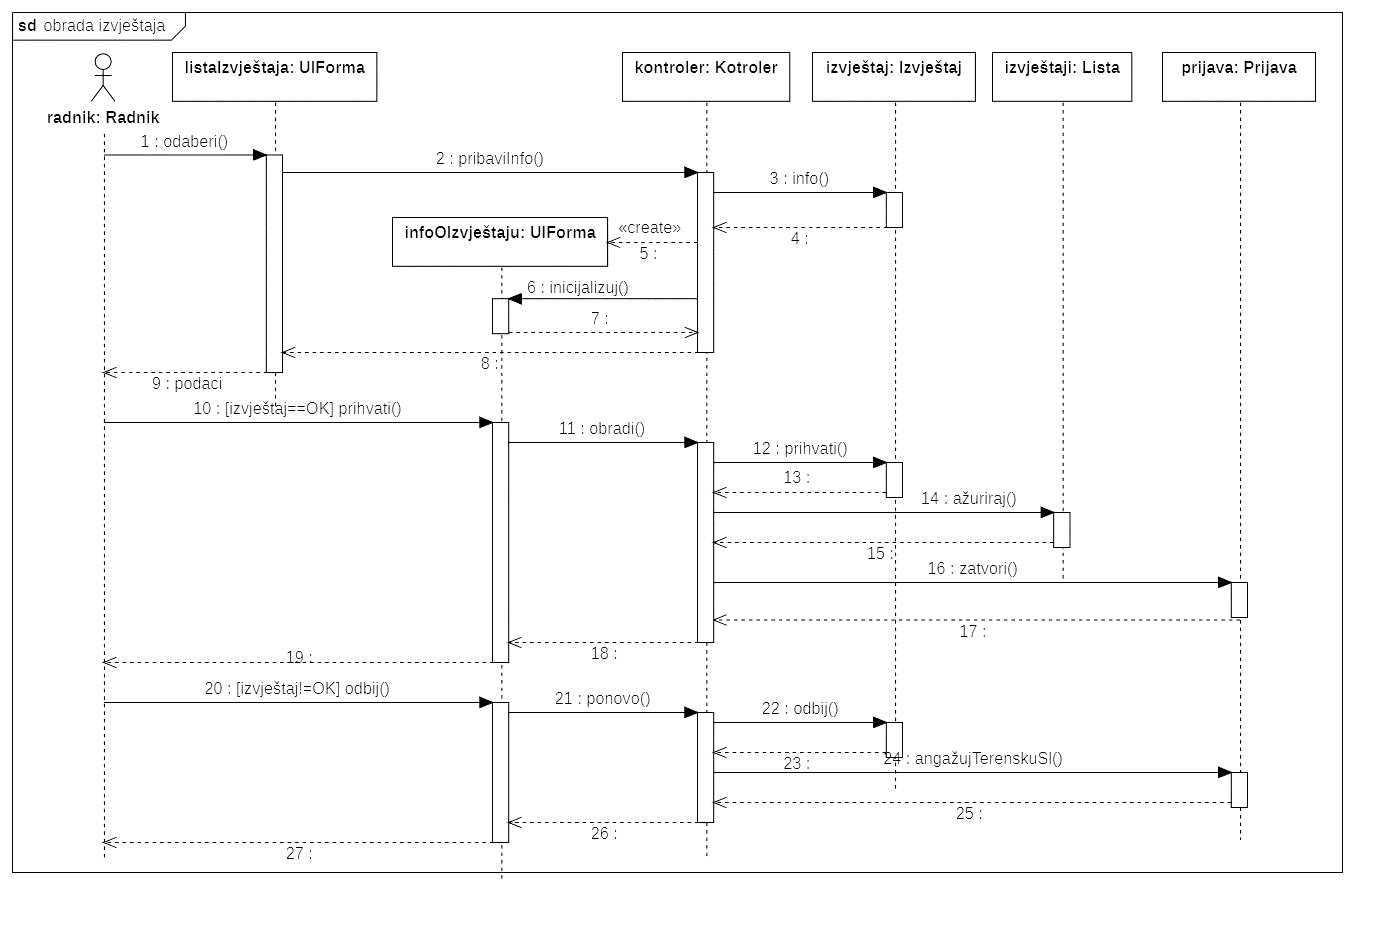 sd obrada izvještaja
listaIzvještaja: UIForma
kontroler: Kotroler
izvještaj: Izvještaj
izvještaji: Lista
prijava: Prijava
radnik: Radnik
1 : odaberi()
2 : pribaviInfo()
3 : info()
infoOIzvještaju: UIForma
«create»
4 :
5 :
6 : inicijalizuj()
7 :
8 :
9 : podaci
10 : [izvještaj==OK] prihvati()
11 : obradi()
12 : prihvati()
13 :
14 : ažuriraj()
15 :
16 : zatvori()
17 :
18 :
19 :
20 : [izvještaj!=OK] odbij()
21 : ponovo()
22 : odbij()
23 :
24 : angažujTerenskuSl()
25 :
26 :
27 :